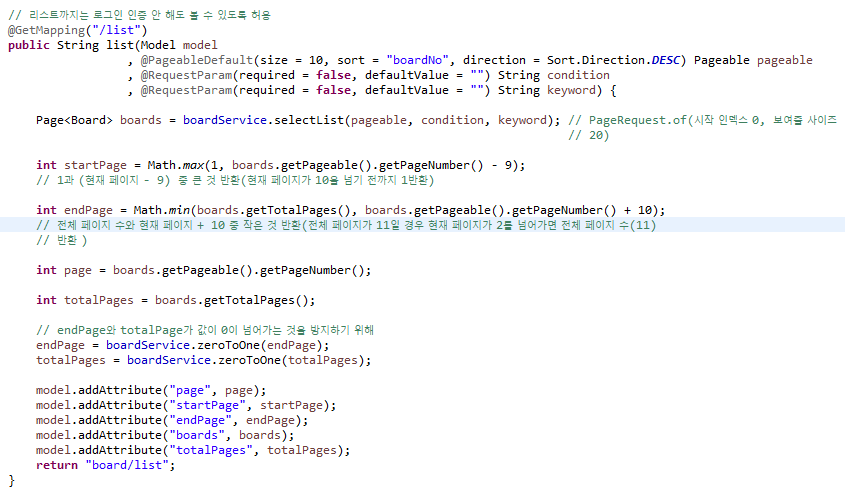 // 리스트까지는 로그인 인증 안 해도 볼 수 있도록 허용
@GetMapping("/list")
public String list(Model model
, @PageableDefault(size = 10, sort = "boardNo", direction = Sort.Direction.DESC) Pageable pageable
, @RequestParam(required = false, defaultValue = "") String condition
, @RequestParam(required = false, defaultValue = "") String keyword) {
Page<Board> boards = boardService.selectList(pageable, condition, keyword); // PageRequest.of(시작 인덱스 0, 보여줄 사이즈
// 20)
int startPage = Math.max(1, boards.getPageable().getPageNumber() - 9);
// 1과 (현재 페이지 - 9) 중 큰 것 반환(현재 페이지가 10을 넘기 전까지 1반환)
int endPage = Math.min(boards.getTotalPages(), boards.getPageable().getPageNumber() + 10);
// 전체 페이지 수와 현재 페이지 + 10 중 작은 것 반환(전체 페이지가 11일 경우 현재 페이지가 2를 넘어가면 전체 페이지 수(11)
// 반환 )
int page = boards.getPageable().getPageNumber();
int totalPages = boards.getTotalPages();
// endPage와 totalPage가 값이 0이 넘어가는 것을 방지하기 위해
endPage = boardService.zeroToOne(endPage);
totalPages = boardService.zeroToOne(totalPages);
model.addAttribute("page", page);
model.addAttribute("startPage", startPage);
model.addAttribute("endPage", endPage);
model.addAttribute("boards", boards);
model.addAttribute("totalPages", totalPages);
return "board/list";
}